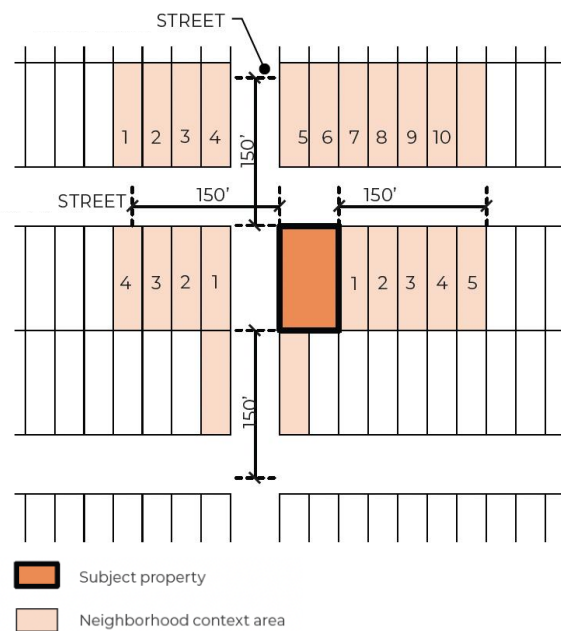 STREET
1 2 3 4 5 6 7 8 9 10
150'
STREET 150' 150'
4 3 2 1 1 2 3 4 5
150'
Subject property
Neighborhood context area